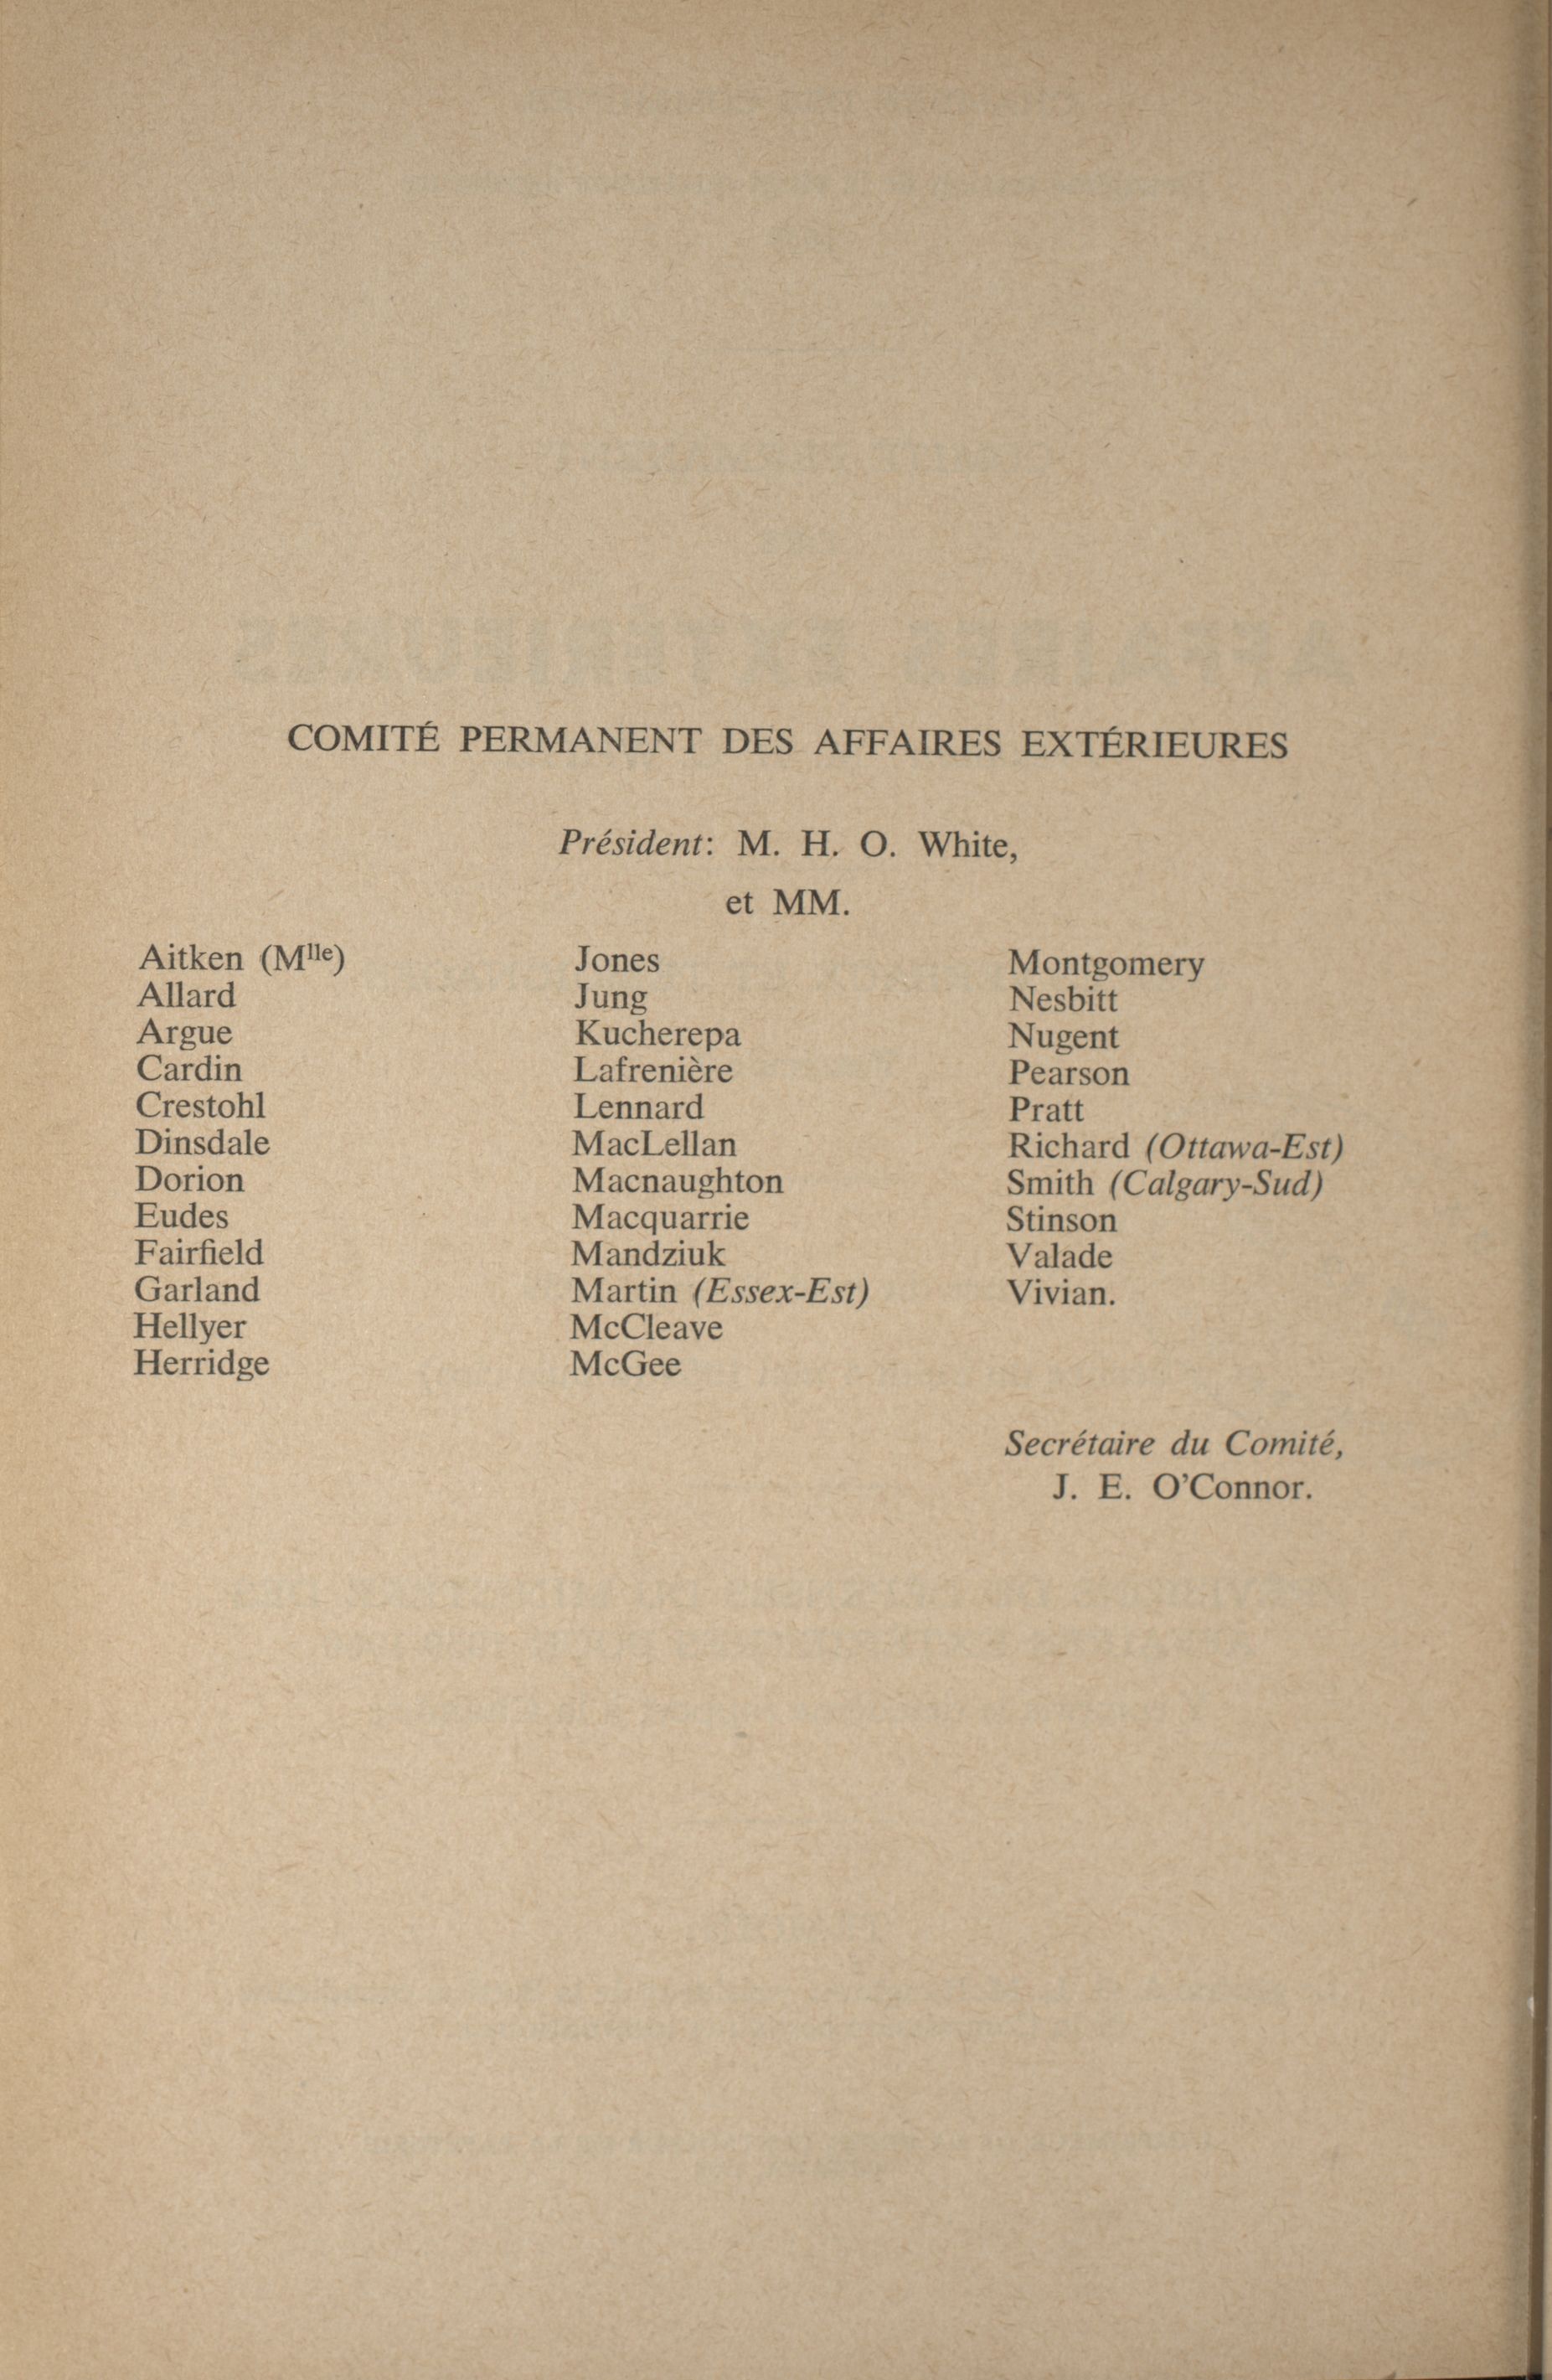 COMITÉ PERMANENT DES AFFAIRES EXTÉRIEURES
Président: M. H. O. White,
et MM.
Aitken (Mlle)
Allard
Argue
Cardin
Crestohl
Dinsdale
Dorion
Eudes
Fairfield
Garland
Hellyer
Herridge
Jones
Jung
Kucherepa
Lafrenière
Lennard
MacLellan
Macnaughton
Macquarrie
Mandziuk
Martin (Essex-Est)
McCleave
McGee
Montgomery
Nesbitt
Nugent
Pearson
Pratt
Richard (Ottawa-Est)
Smith (Calgary-Sud)
Stinson
Valade
Vivian.
Secrétaire du Comité,
J. E. O’Connor.